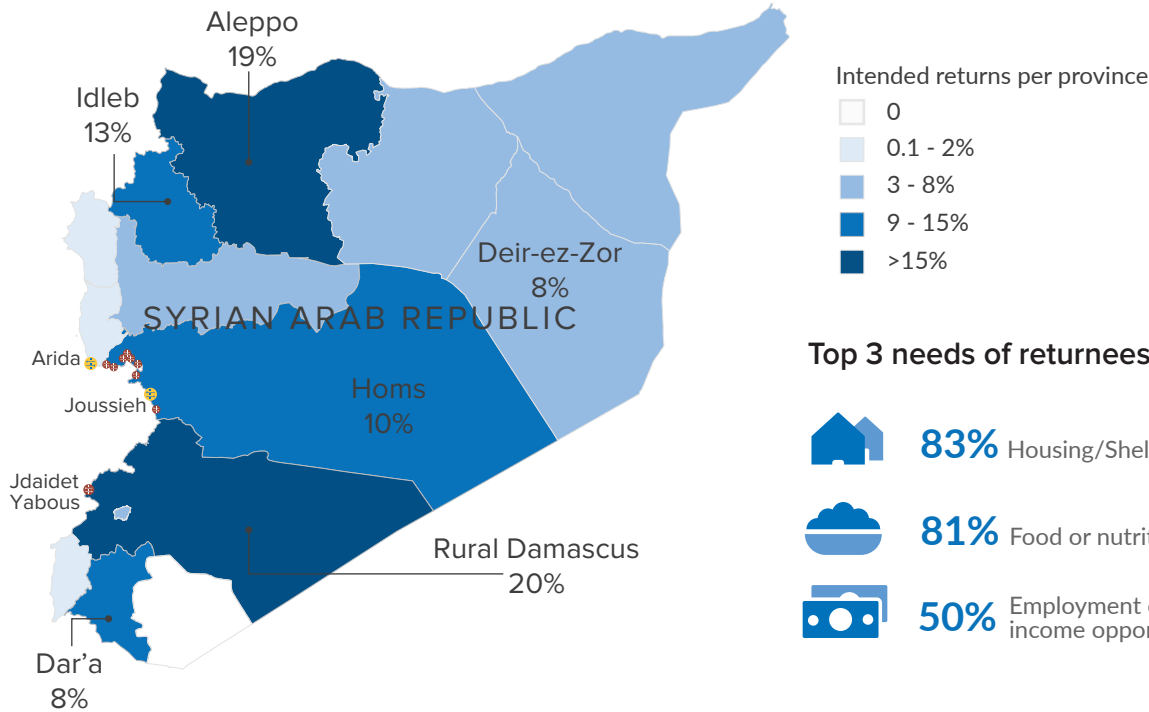 Aleppo
19%
Idleb
13%
Deir-ez-Zor
8%
SYRIAN ARAB REPUBLIC
Arida
Joussieh
Homs
10%
Jdaidet
Yabous
Rural Damascus
20%
Dar’a
8%
Intended returns per province
0
0.1 - 2%
3 - 8%
9 - 15%
>15%
Top 3 needs of returnees
83% Housing/Shel
81% Food or nutrit
50% Employment
income oppor